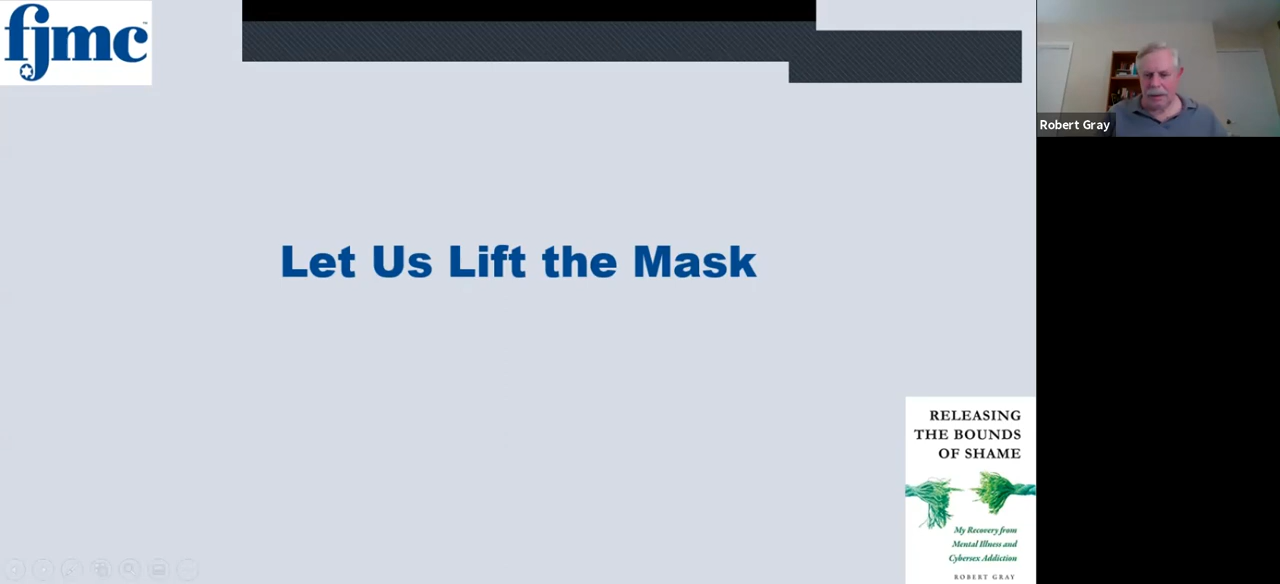 fjmc™
Let Us Lift the Mask
Robert Gray
RELEASING
THE BOUNDS
OF SHAME
My Recovery from
Mental Illness and
Cybersex Addiction
ROBERT GRAY